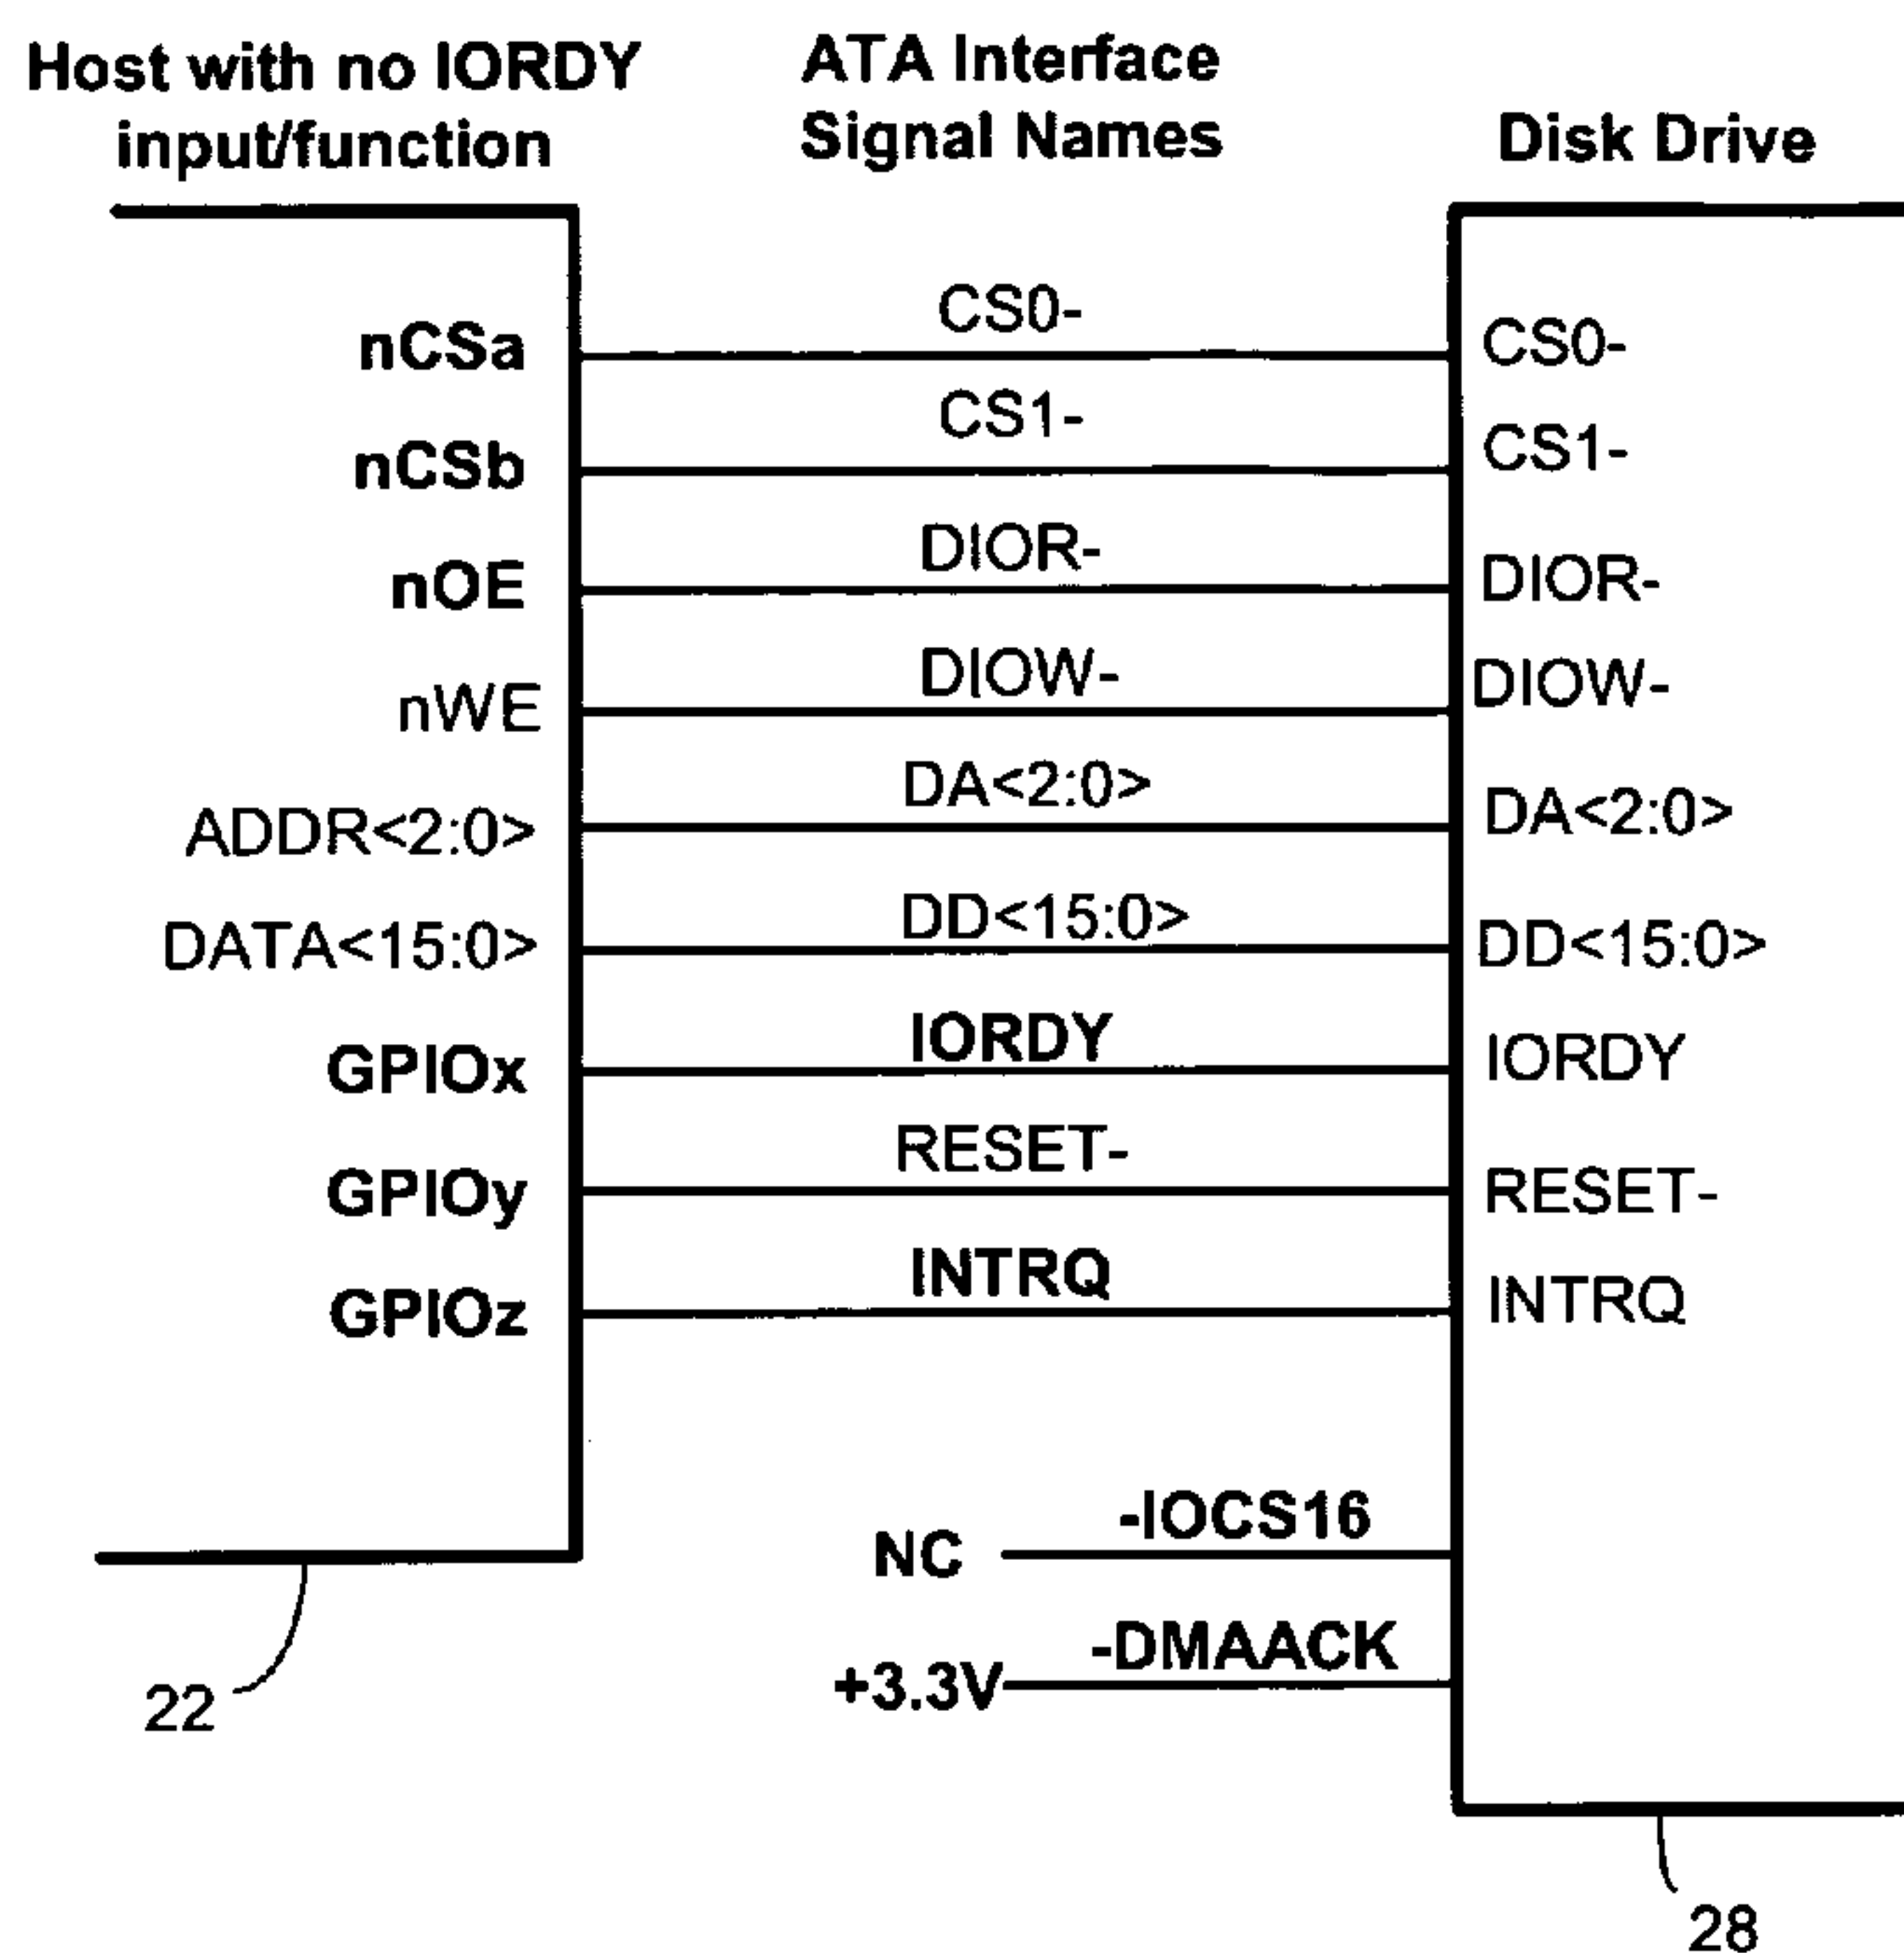 Host with no IORDY
input/function
ATA Interface
Signal Names
Disk Drive
nCSa
CS0-
CS0-
nCSb
CS1-
CS1-
nOE
DIOR-
DIOR-
nWE
DIOW-
DIOW-
ADDR<2:0>
DA<2:0>
DA<2:0>
DATA<15:0>
DD<15:0>
DD<15:0>
GPIOx
IORDY
IORDY
GPIOy
RESET-
RESET-
GPIOz
INTRQ
INTRQ
NC
-IOCS16
+3.3V
-DMAACK
22
28